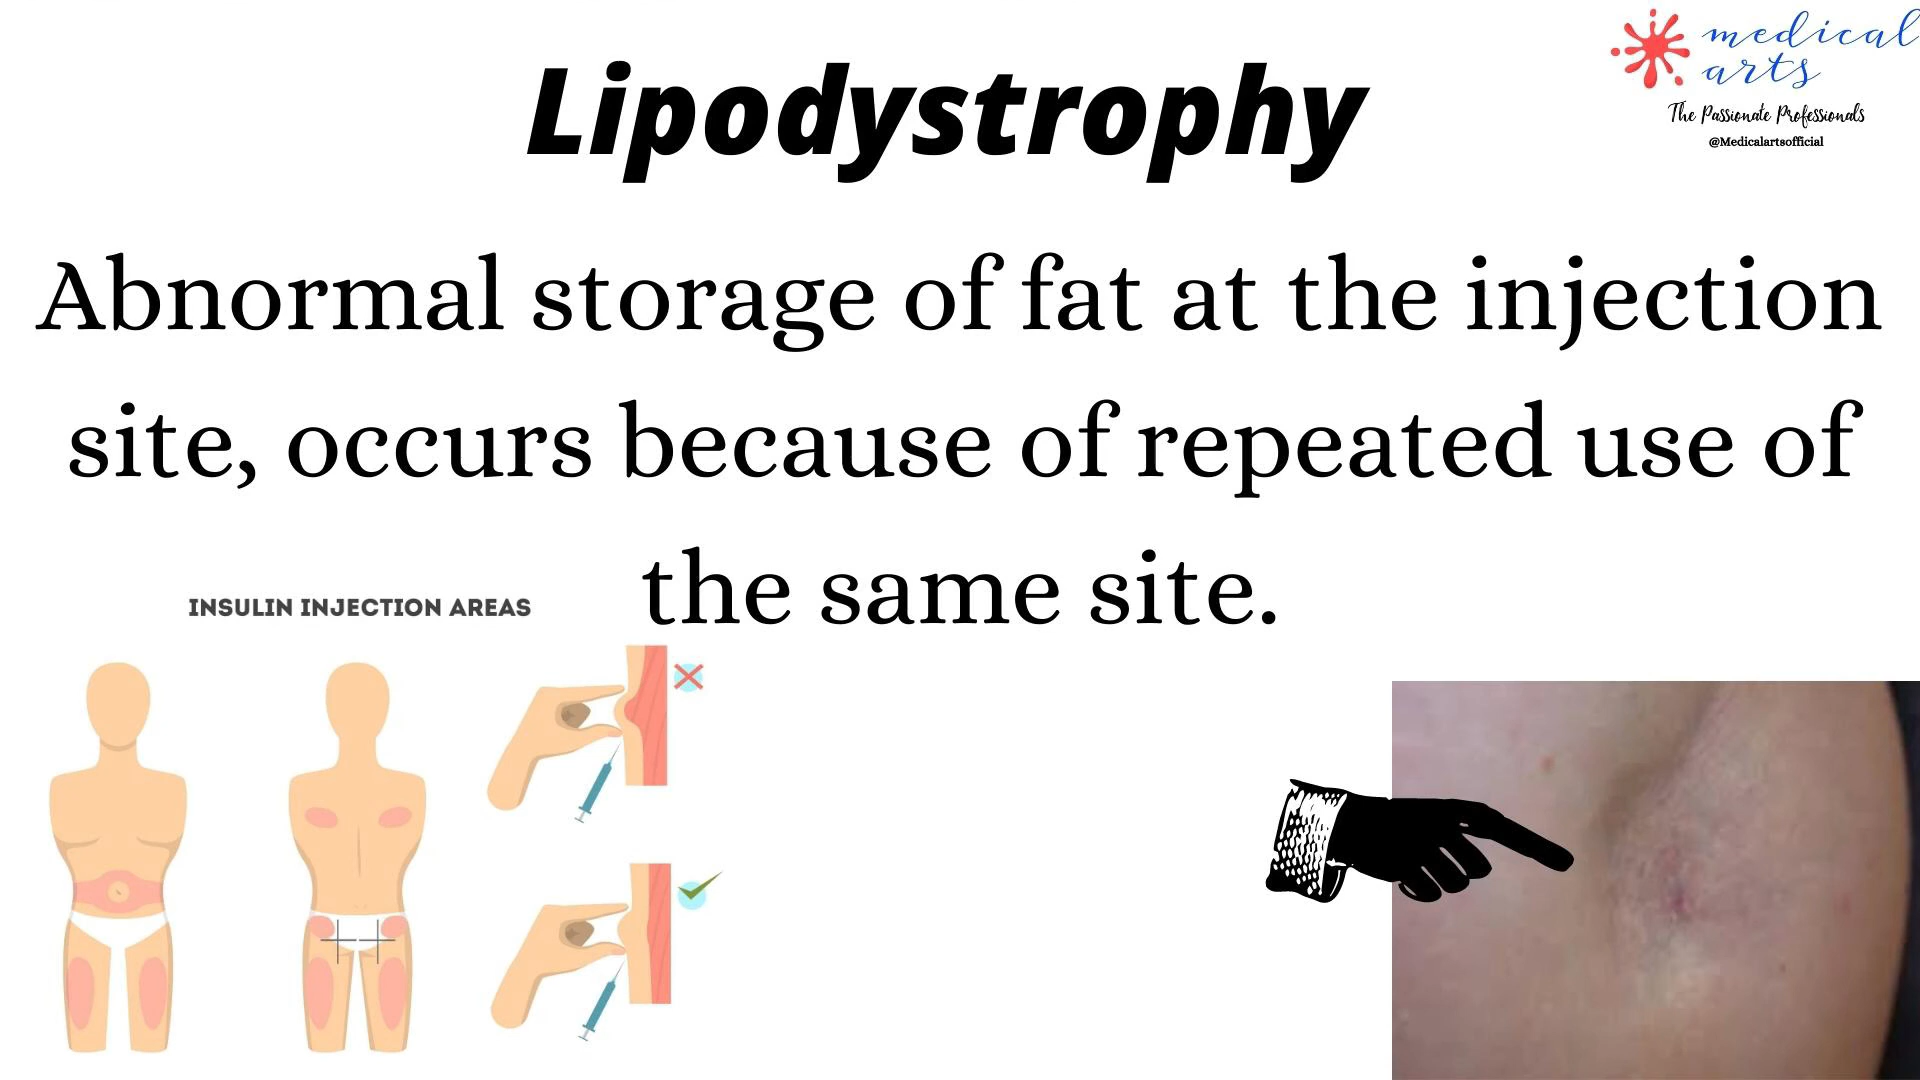 medical
arts
The Passionate Professionals
@Medicalartsofficial
Lipodystrophy
Abnormal storage of fat at the injection
site, occurs because of repeated use of
the same site.
INSULIN INJECTION AREAS